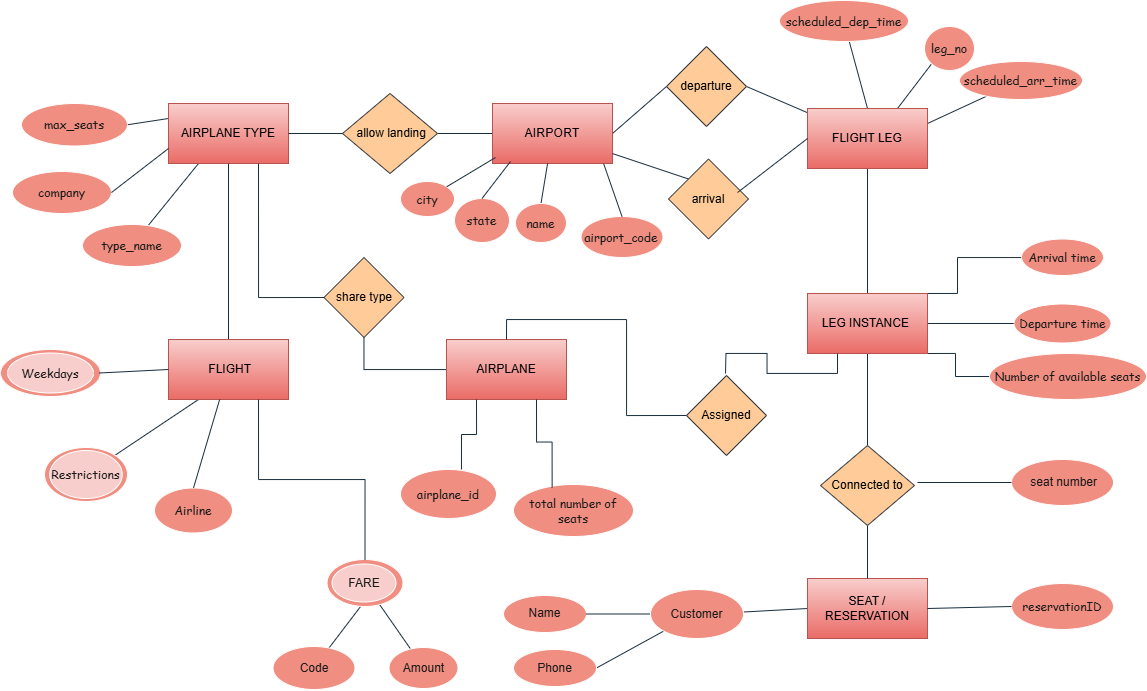 scheduled_dep_time
leg_no
scheduled_arr_time
departure
max_seats
AIRPLANE TYPE
allow landing
AIRPORT
FLIGHT LEG
company
city
state
name
airport_code
arrival
type_name
Arrival time
share type
LEG INSTANCE
Departure time
Weekdays
FLIGHT
AIRPLANE
Number of available seats
Assigned
Restrictions
Airline
airplane_id
total number of
seats
Connected to
seat number
FARE
Name
Customer
SEAT /
RESERVATION
reservationID
Code
Amount
Phone